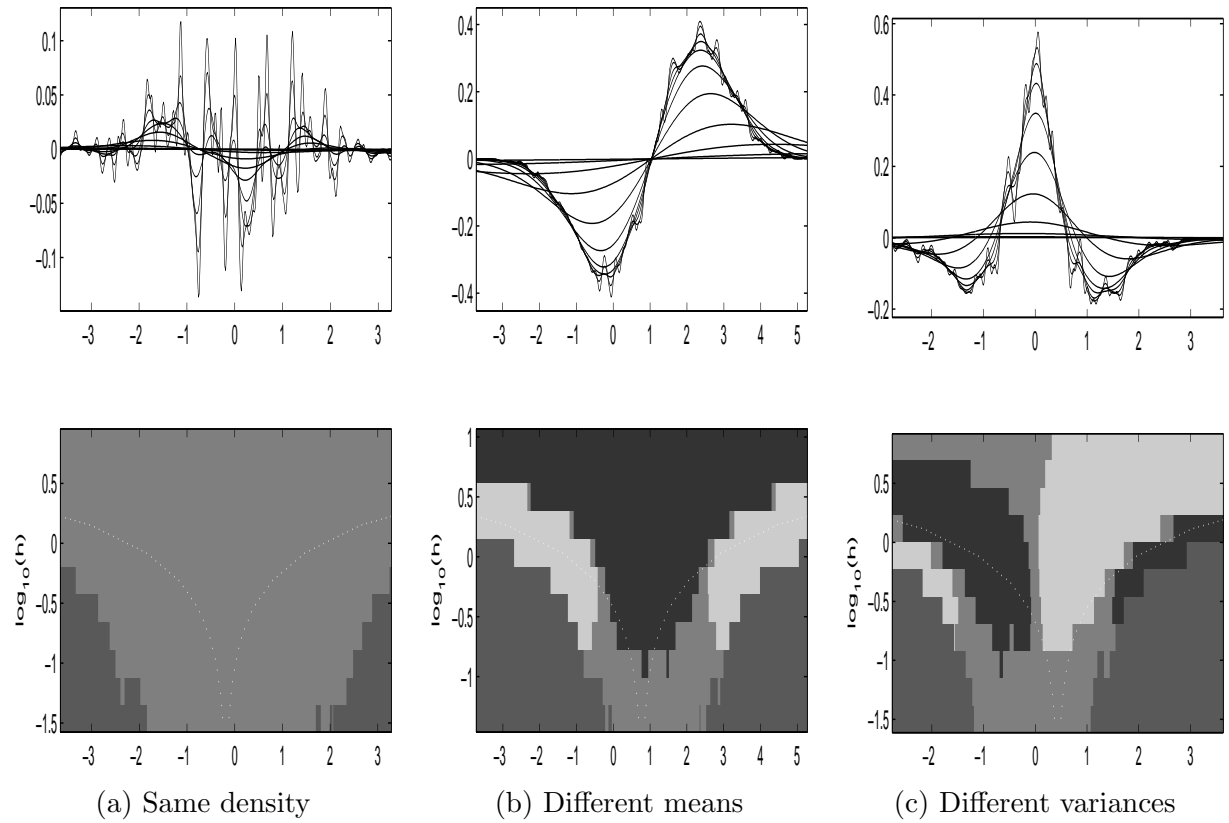 0.1
0.05
0
−0.05
−0.1
−3 −2 −1 0 1 2 3
0.4
0.2
0
−0.2
−0.4
−3 −2 −1 0 1 2 3 4 5
0.6
0.4
0.2
0
−0.2
−2 −1 0 1 2 3
log10(h)
0.5
0
−0.5
−1
−1.5
−3 −2 −1 0 1 2 3
log10(h)
1
0.5
0
−0.5
−1
−3 −2 −1 0 1 2 3 4 5
log10(h)
0.5
0
−0.5
−1
−1.5
−2 −1 0 1 2 3
(a) Same density
(b) Different means
(c) Different variances